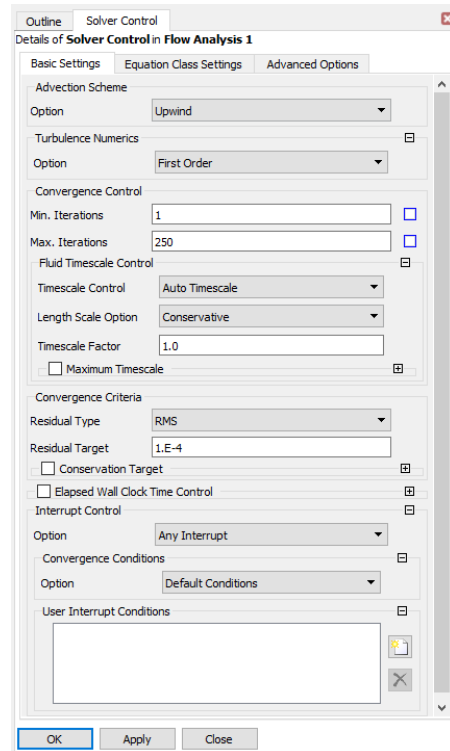 Outline Solver Control
Details of Solver Control in Flow Analysis 1
Basic Settings Equation Class Settings Advanced Options
Advection Scheme
Option Upwind
Turbulence Numerics
Option First Order
Convergence Control
Min. Iterations 1
Max. Iterations 250
Fluid Timescale Control
Timescale Control Auto Timescale
Length Scale Option Conservative
Timescale Factor 1.0
Maximum Timescale
Convergence Criteria
Residual Type RMS
Residual Target 1.E-4
Conservation Target
Elapsed Wall Clock Time Control
Interrupt Control
Option Any Interrupt
Convergence Conditions
Option Default Conditions
User Interrupt Conditions
OK Apply Close